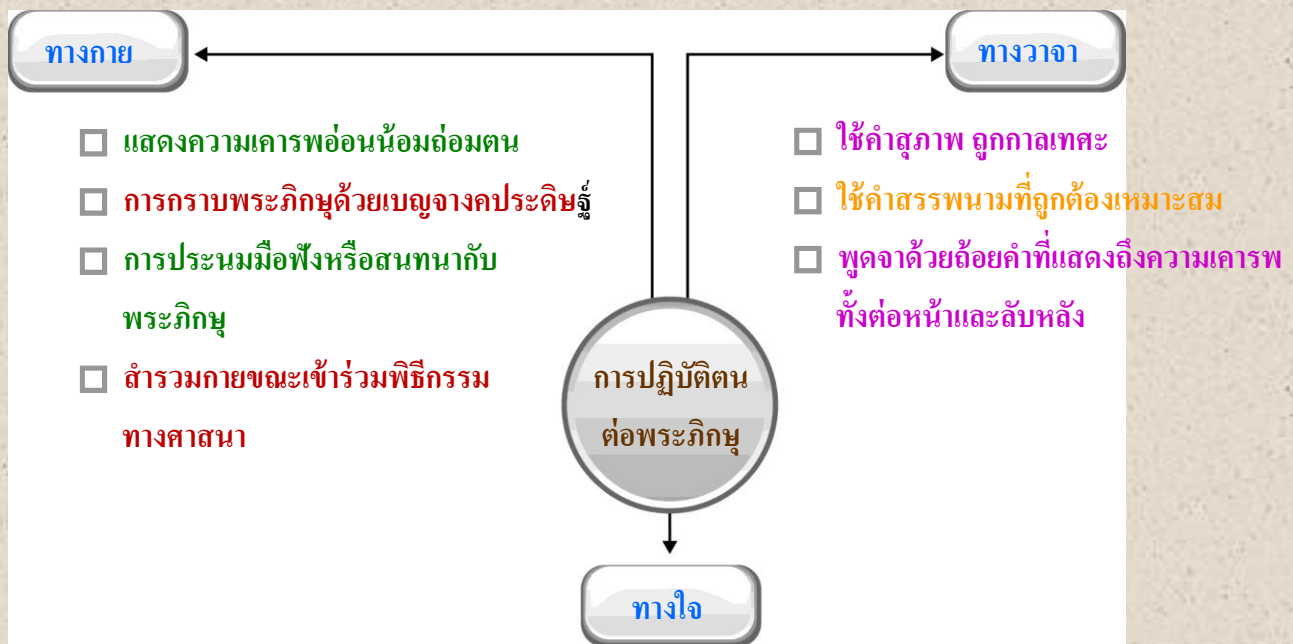 ทางกาย
แสดงความเคารพอ่อนน้อมถ่อมตน
การกราบพระภิกษุด้วยเบญจางคประดิษฐ์
การประนมมือฟังหรือสนทนากับ
พระภิกษุ
สำรวมกายขณะเข้าร่วมพิธีกรรม
ทางศาสนา
ทางวาจา
ใช้คำสุภาพ ถูกกาลเทศะ
ใช้คำสรรพนามที่ถูกต้องเหมาะสม
พูดจาด้วยถ้อยคำที่แสดงถึงความเคารพ
ทั้งต่อหน้าและลับหลัง
การปฏิบัติตน
ต่อพระภิกษุ
ทางใจ